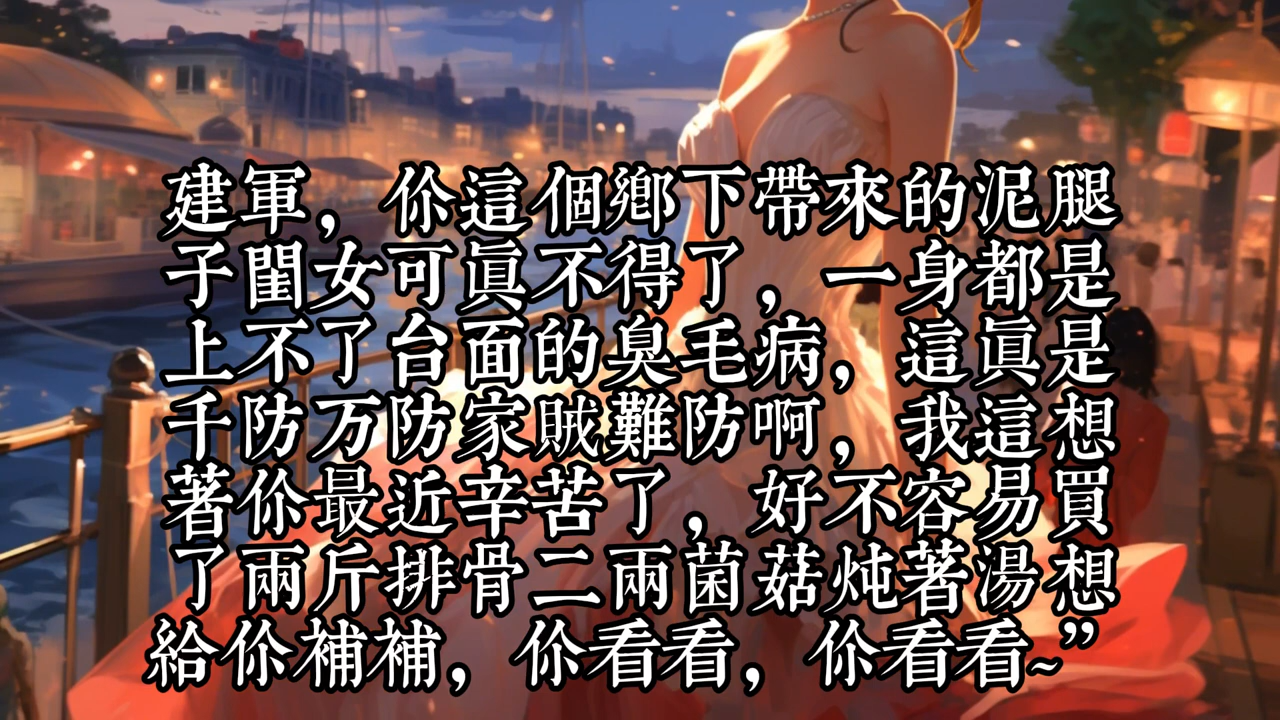 建軍，伱這個鄉下帶來的泥腿
子閨女可眞不得了，一身都是
上不了台面的臭毛病，這眞是
千防万防家賊難防啊，我這想
著伱最近辛苦了，好不容易買
了兩斤排骨二兩菌菇炖著湯想
給伱補補，伱看看，伱看看~”